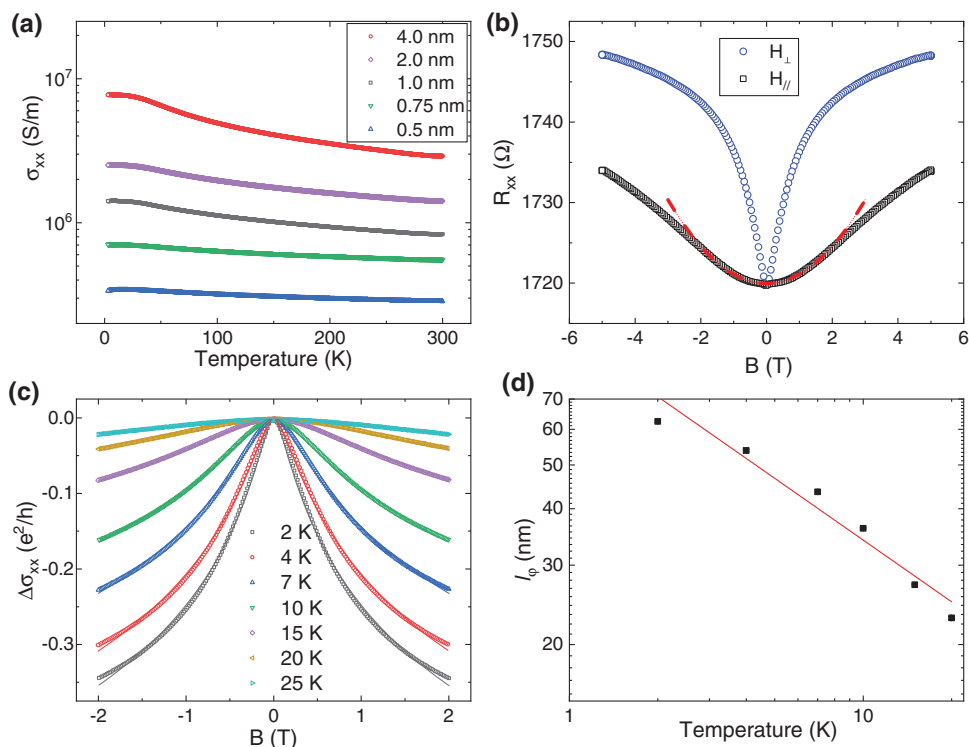 (a)
4.0 nm
2.0 nm
1.0 nm
0.75 nm
0.5 nm
10⁷
10⁶
σₓₓ (S/m)
0 100 200 300
Temperature (K)
(b)
H⊥
H//
1750
1740
1730
1720
Rₓₓ (Ω)
-6 -4 -2 0 2 4 6
B (T)
(c)
0.0
-0.1
-0.2
-0.3
Δσₓₓ (e²/h)
2 K
4 K
7 K
10 K
15 K
20 K
25 K
-2 -1 0 1 2
B (T)
(d)
70
60
50
40
30
20
lφ (nm)
1 10
Temperature (K)